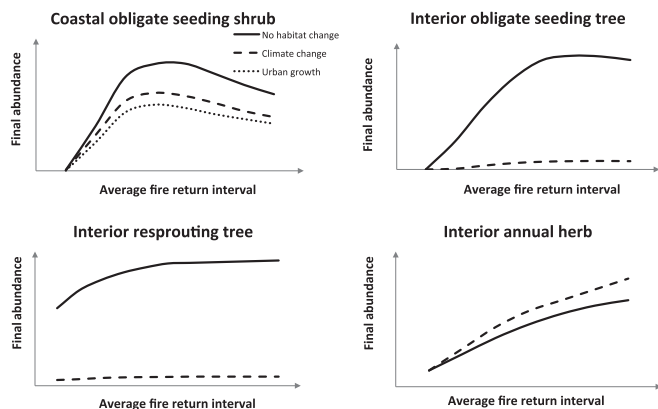 Coastal obligate seeding shrub
No habitat change
Climate change
Urban growth
Final abundance
Average fire return interval
Interior obligate seeding tree
Final abundance
Average fire return interval
Interior resprouting tree
Final abundance
Average fire return interval
Interior annual herb
Final abundance
Average fire return interval